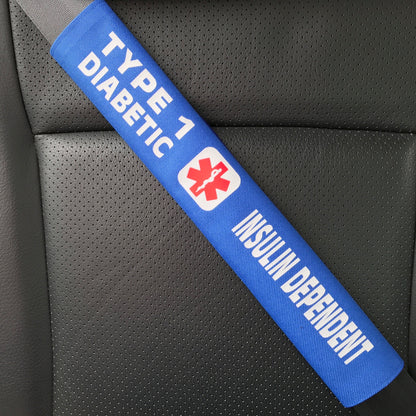 TYPE 1
DIABETIC
INSULIN DEPENDENT